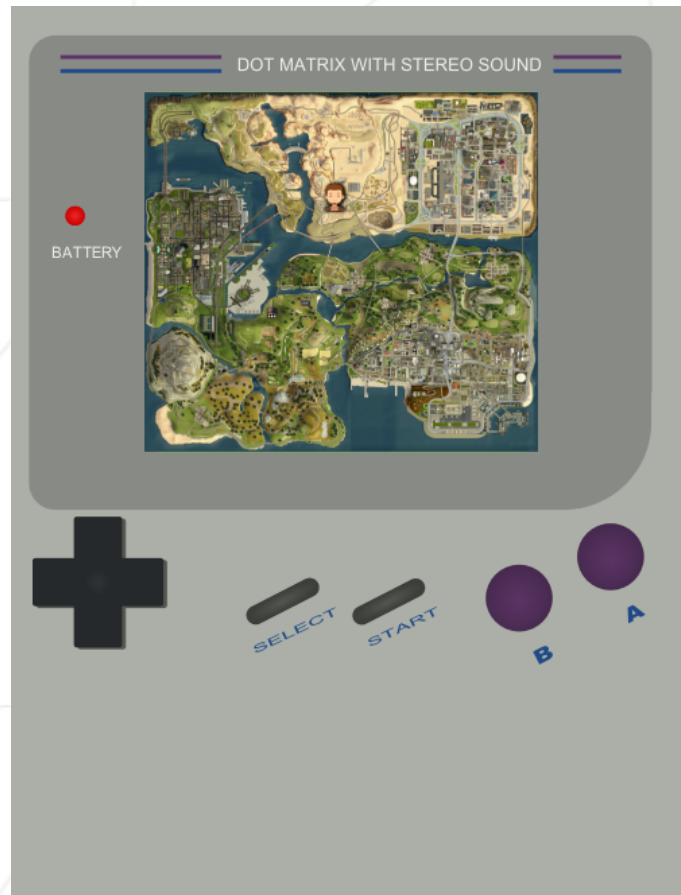 DOT MATRIX WITH STEREO SOUND
BATTERY
SELECT
START
B
A